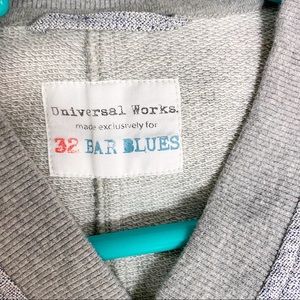 Universal Works.
made exclusively for
32 BAR BLUES